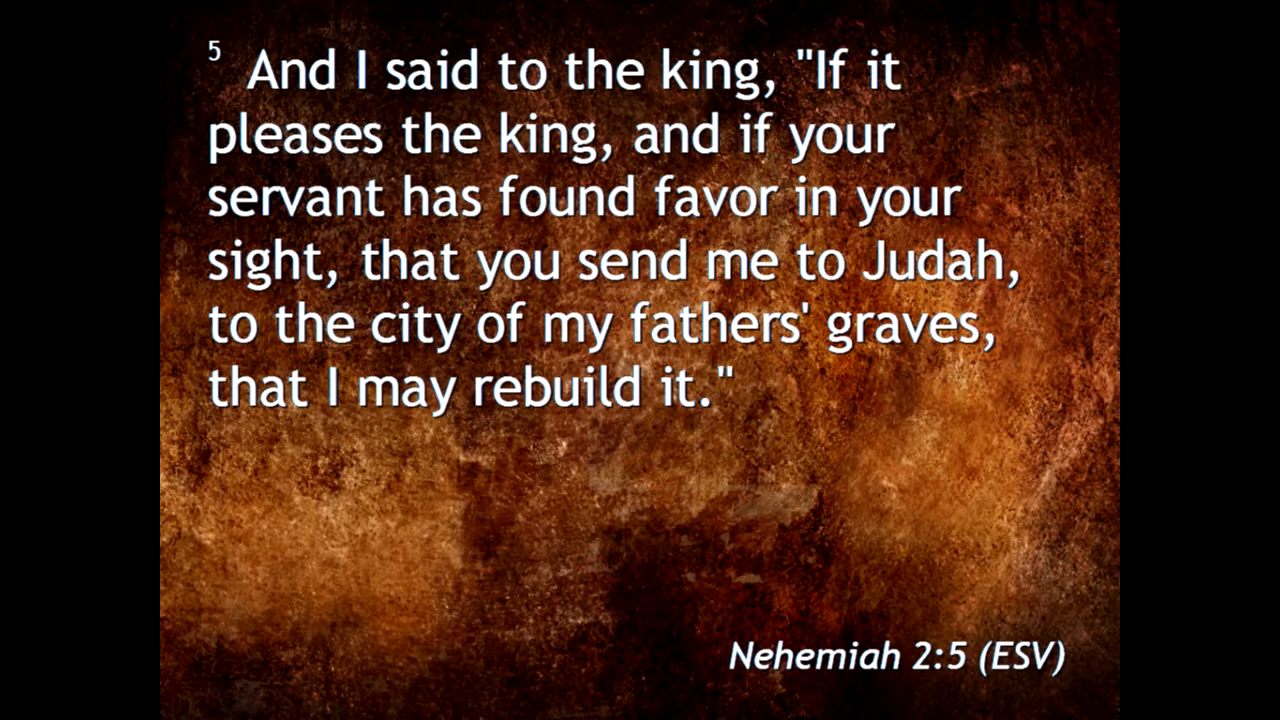 5 And I said to the king, "If it
pleases the king, and if your
servant has found favor in your
sight, that you send me to Judah,
to the city of my fathers' graves,
that I may rebuild it."
Nehemiah 2:5 (ESV)